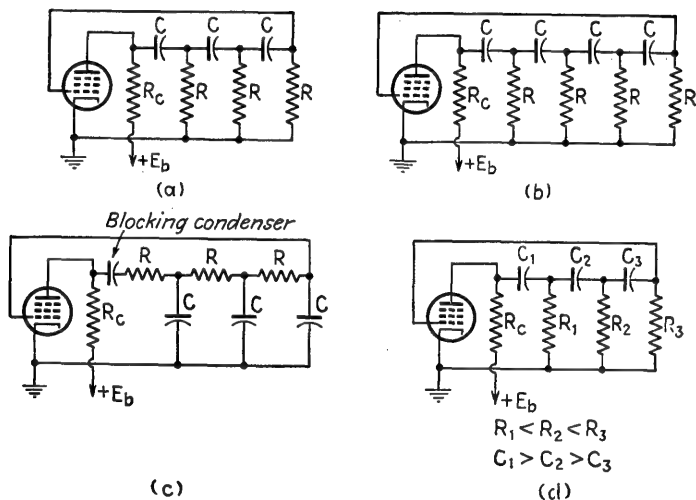 C C C
R_c R R R
+E_b
(a)
C C C C
R_c R R R R
+E_b
(b)
Blocking condenser
R R R
R_c C C C
+E_b
(c)
C_1 C_2 C_3
R_c R_1 R_2 R_3
+E_b
R_1 < R_2 < R_3
C_1 > C_2 > C_3
(d)